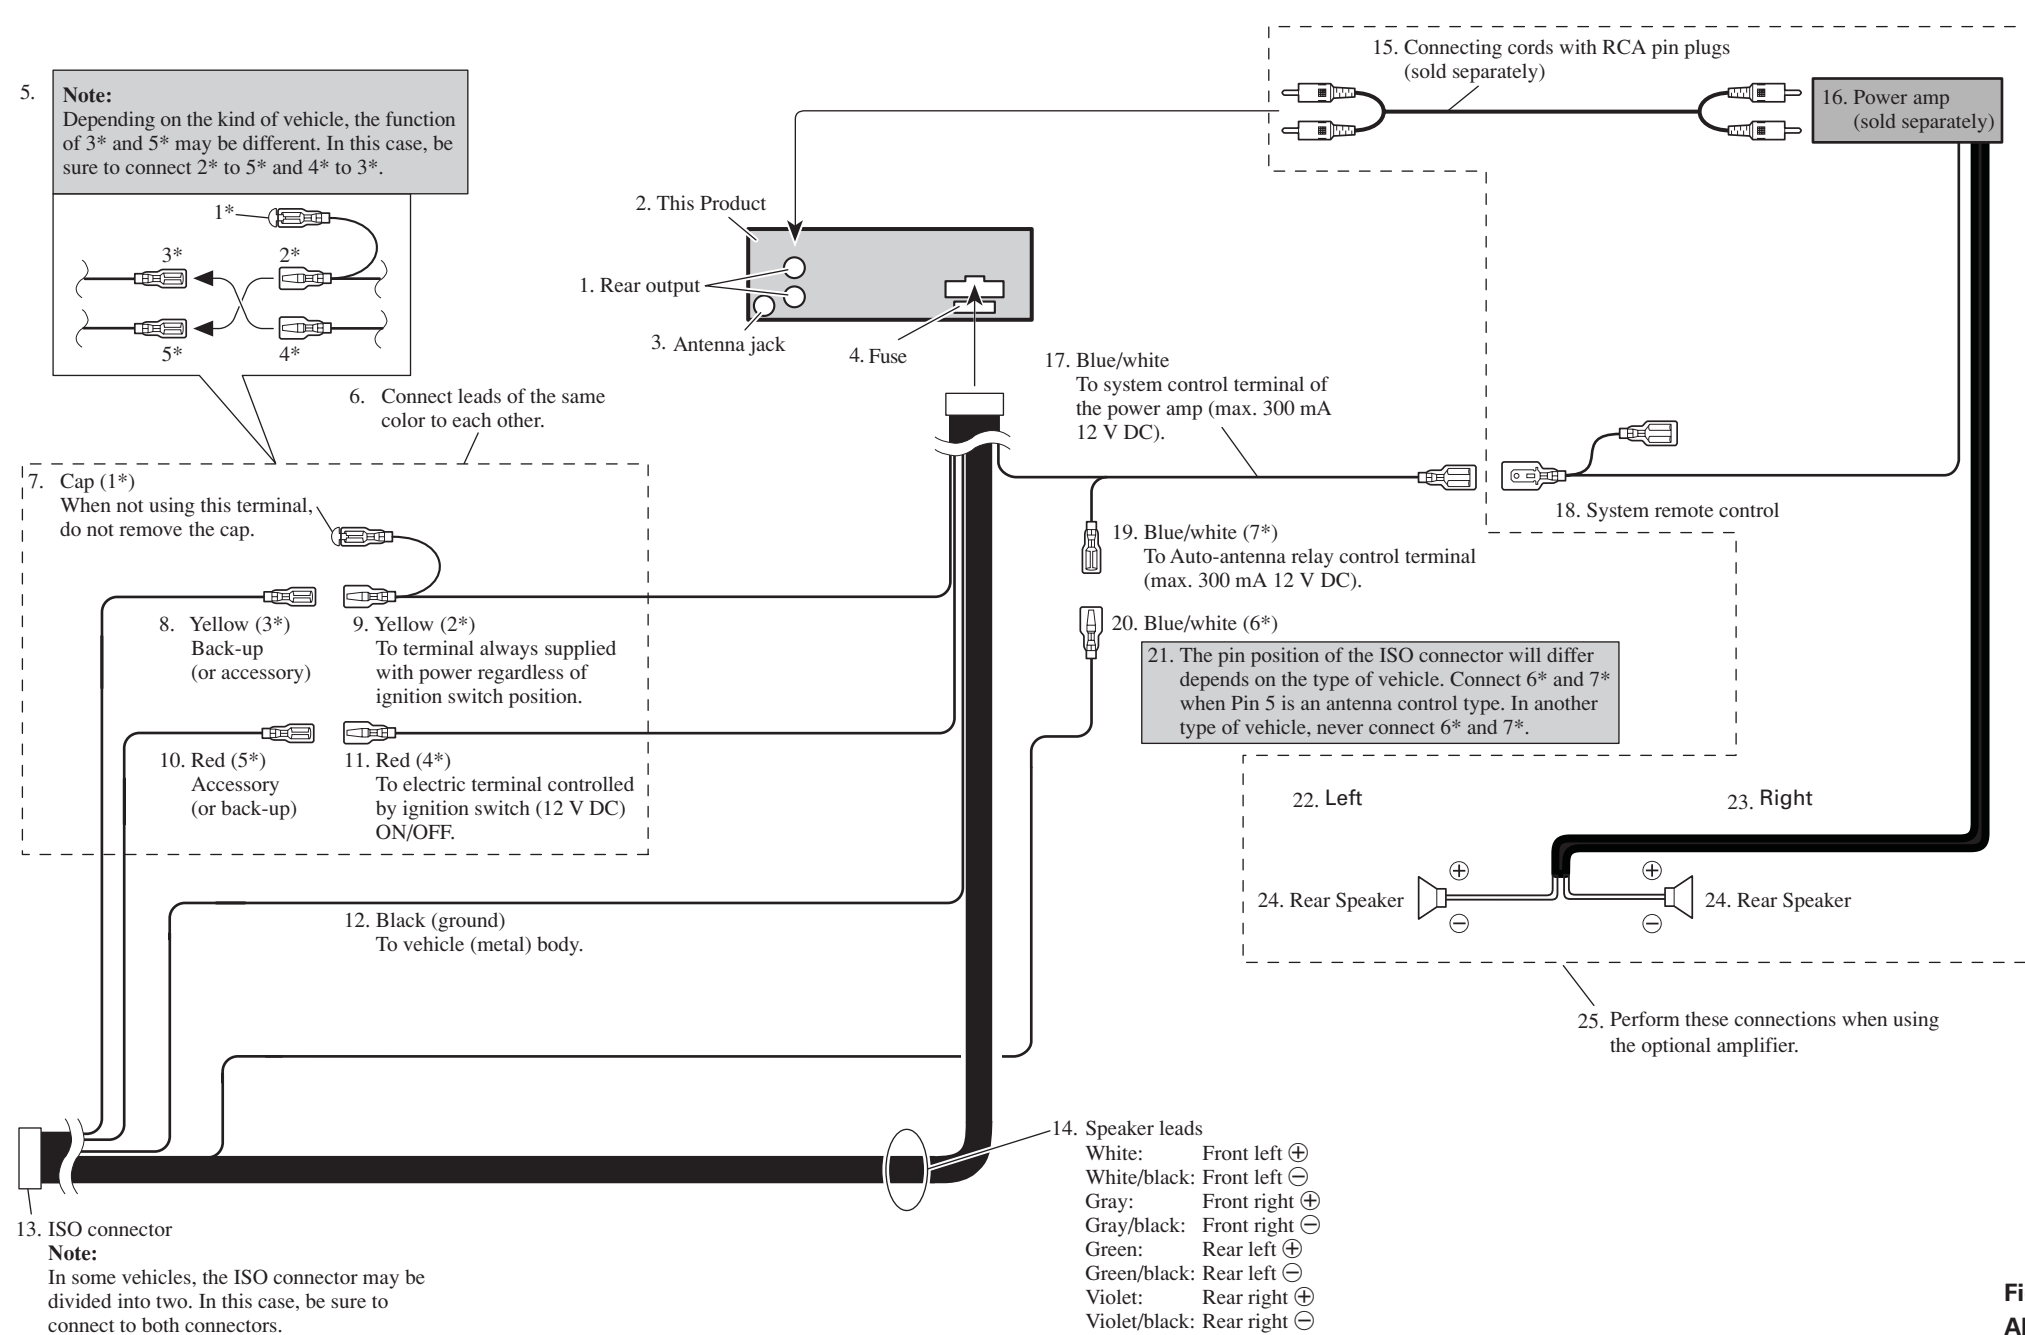 15. Connecting cords with RCA pin plugs
(sold separately)
5. Note:
Depending on the kind of vehicle, the function
of 3* and 5* may be different. In this case, be
sure to connect 2* to 5* and 4* to 3*.
16. Power amp
(sold separately)
1*
3*
2*
5*
4*
2. This Product
1. Rear output
3. Antenna jack
4. Fuse
6. Connect leads of the same
color to each other.
17. Blue/white
To system control terminal of
the power amp (max. 300 mA
12 V DC).
7. Cap (1*)
When not using this terminal,
do not remove the cap.
18. System remote control
19. Blue/white (7*)
To Auto-antenna relay control terminal
(max. 300 mA 12 V DC).
8. Yellow (3*)
Back-up
(or accessory)
9. Yellow (2*)
To terminal always supplied
with power regardless of
ignition switch position.
20. Blue/white (6*)
21. The pin position of the ISO connector will differ
depends on the type of vehicle. Connect 6* and 7*
when Pin 5 is an antenna control type. In another
type of vehicle, never connect 6* and 7*.
10. Red (5*)
Accessory
(or back-up)
11. Red (4*)
To electric terminal controlled
by ignition switch (12 V DC)
ON/OFF.
22. Left
23. Right
⊕
⊕
24. Rear Speaker
24. Rear Speaker
⊖
⊖
12. Black (ground)
To vehicle (metal) body.
25. Perform these connections when using
the optional amplifier.
14. Speaker leads
White: Front left ⊕
White/black: Front left ⊖
Gray: Front right ⊕
Gray/black: Front right ⊖
Green: Rear left ⊕
Green/black: Rear left ⊖
Violet: Rear right ⊕
Violet/black: Rear right ⊖
13. ISO connector
Note:
In some vehicles, the ISO connector may be
divided into two. In this case, be sure to
connect to both connectors.
Fi